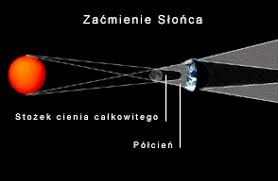 Zaćmienie Słońca
Stożek cienia całkowitego
Półcień